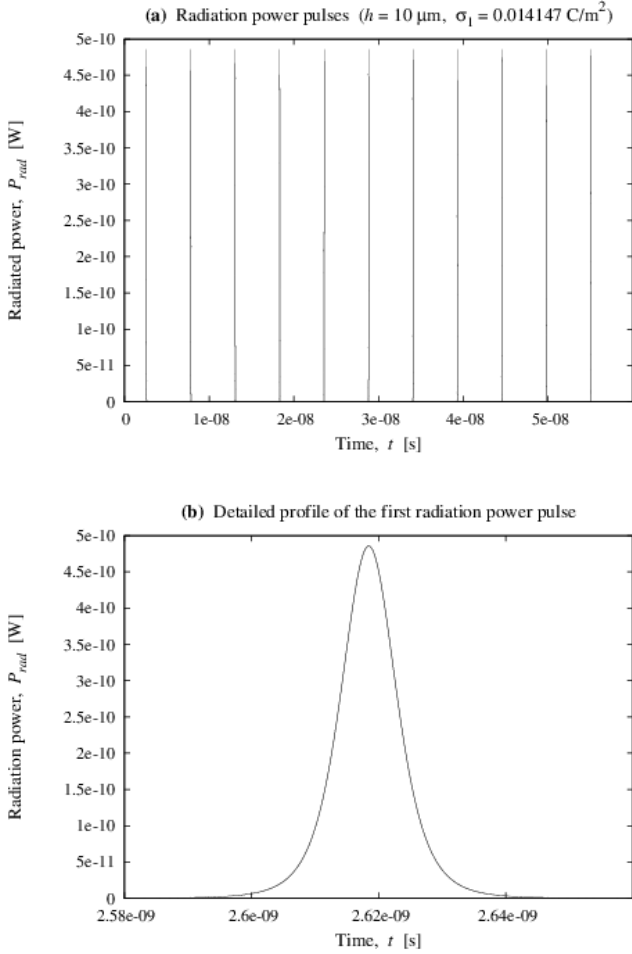 (a) Radiation power pulses (h = 10 μm, σ1 = 0.014147 C/m2)
Radiated power, Prad [W]
5e-10
4.5e-10
4e-10
3.5e-10
3e-10
2.5e-10
2e-10
1.5e-10
1e-10
5e-11
0
0 1e-08 2e-08 3e-08 4e-08 5e-08
Time, t [s]
(b) Detailed profile of the first radiation power pulse
Radiation power, Prad [W]
5e-10
4.5e-10
4e-10
3.5e-10
3e-10
2.5e-10
2e-10
1.5e-10
1e-10
5e-11
0
2.58e-09 2.6e-09 2.62e-09 2.64e-09
Time, t [s]